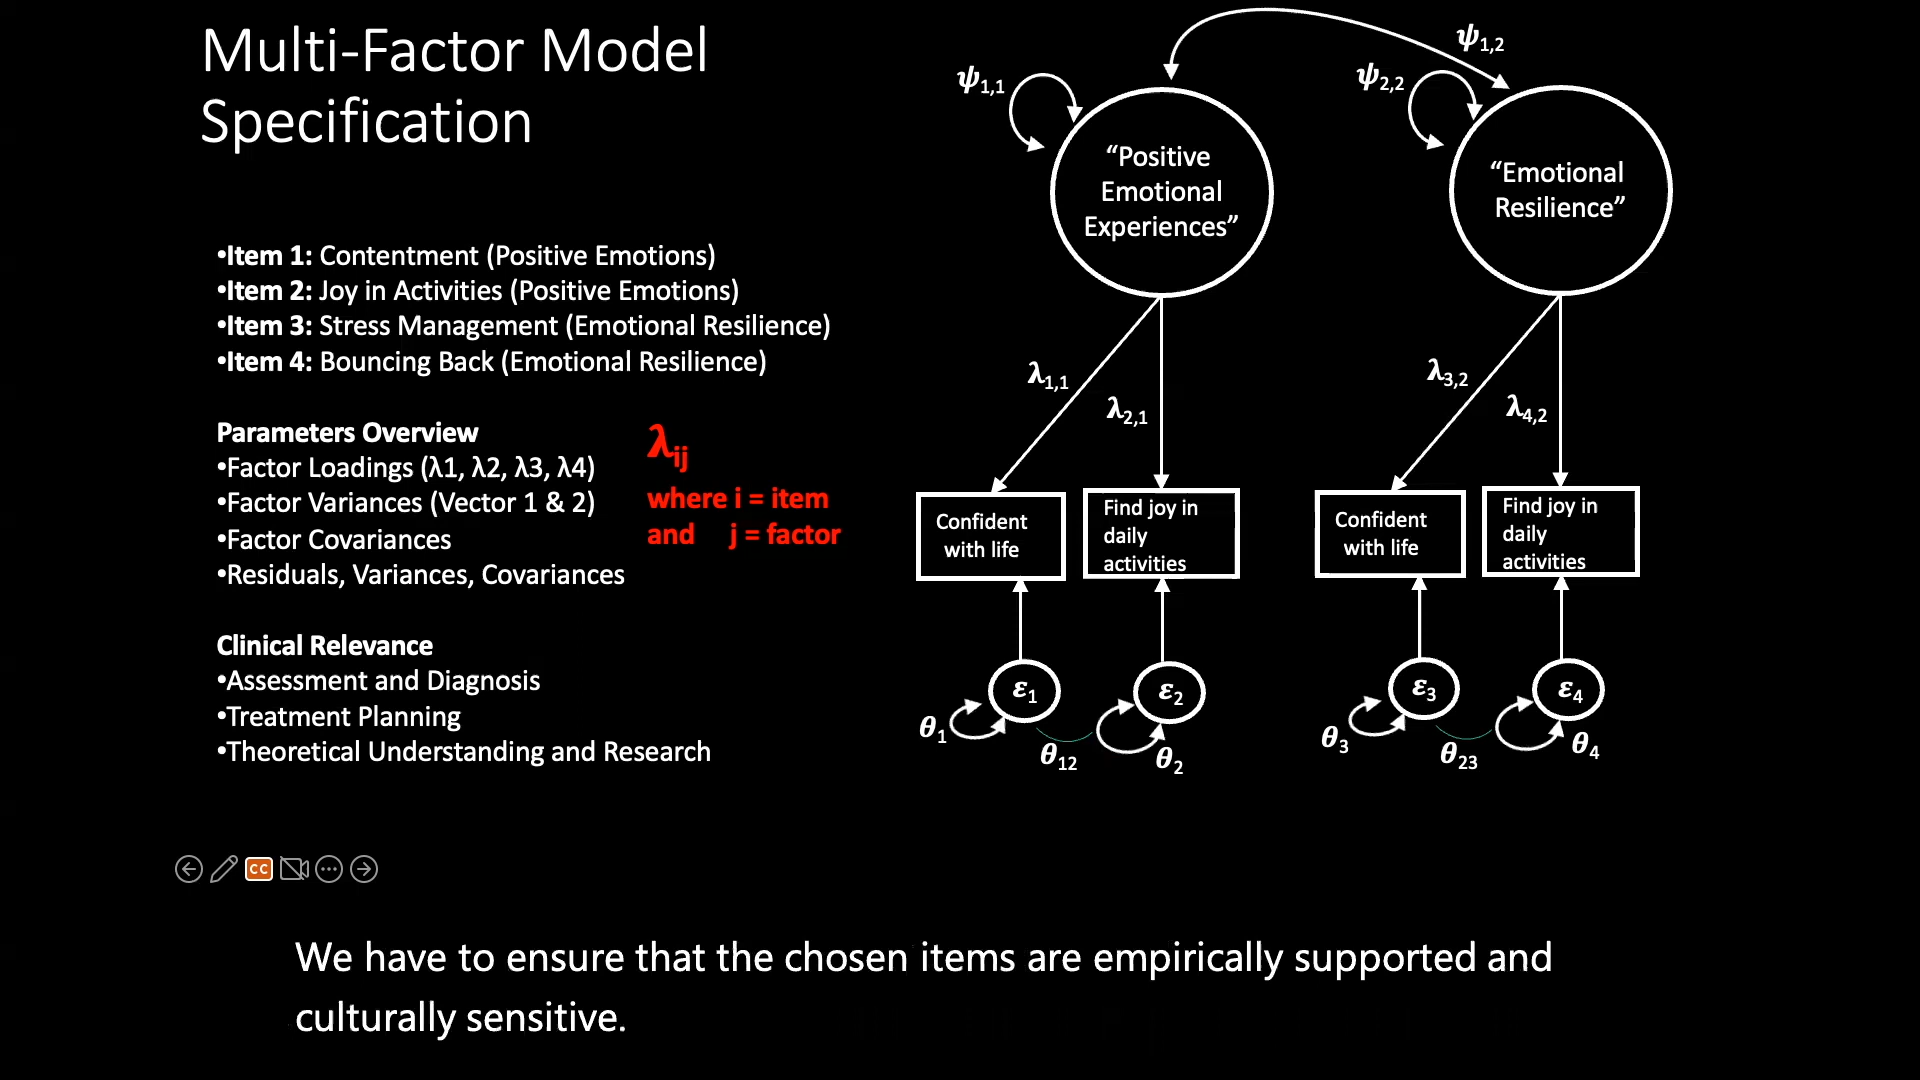 Multi-Factor Model
Specification
•Item 1: Contentment (Positive Emotions)
•Item 2: Joy in Activities (Positive Emotions)
•Item 3: Stress Management (Emotional Resilience)
•Item 4: Bouncing Back (Emotional Resilience)
Parameters Overview
•Factor Loadings (λ1, λ2, λ3, λ4)
•Factor Variances (Vector 1 & 2)
•Factor Covariances
•Residuals, Variances, Covariances
λij
where i = item
and j = factor
Clinical Relevance
•Assessment and Diagnosis
•Treatment Planning
•Theoretical Understanding and Research
ψ1,2
ψ1,1
ψ2,2
“Positive
Emotional
Experiences”
“Emotional
Resilience”
λ1,1
λ2,1
λ3,2
λ4,2
Confident
with life
Find joy in
daily
activities
Confident
with life
Find joy in
daily
activities
ε1
ε2
ε3
ε4
θ1
θ12
θ2
θ3
θ23
θ4
CC
We have to ensure that the chosen items are empirically supported and
culturally sensitive.